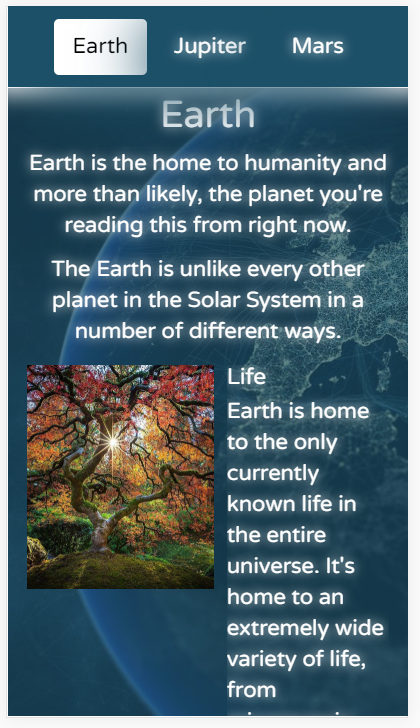 Earth Jupiter Mars
Earth
Earth is the home to humanity and
more than likely, the planet you're
reading this from right now.
The Earth is unlike every other
planet in the Solar System in a
number of different ways.
Life
Earth is home
to the only
currently
known life in
the entire
universe. It's
home to an
extremely wide
variety of life,
from